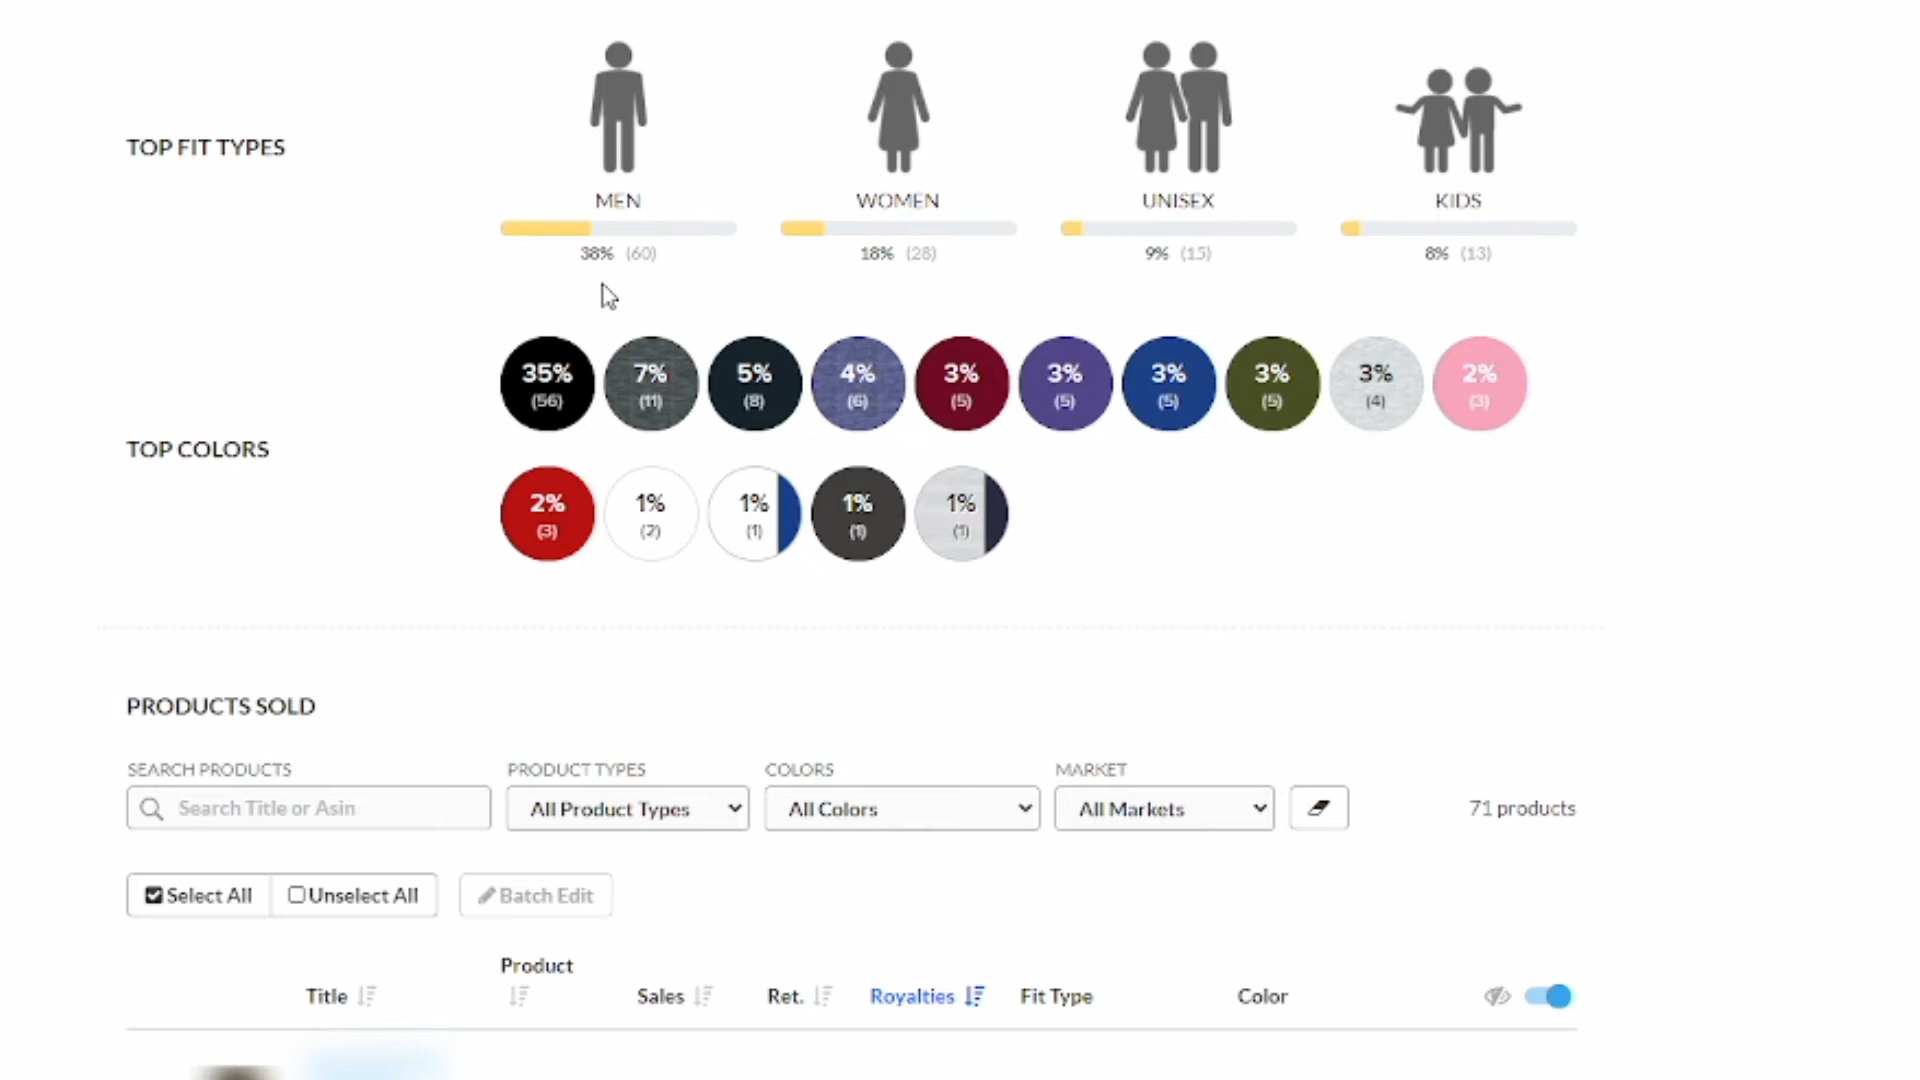 TOP FIT TYPES
MEN
WOMEN
UNISEX
KIDS
38% (60)
18% (28)
9% (15)
8% (13)
TOP COLORS
35% (56)
7% (11)
5% (8)
4% (6)
3% (5)
3% (5)
3% (5)
3% (5)
3% (4)
2% (3)
2% (3)
1% (2)
1% (1)
1% (1)
1% (1)
PRODUCTS SOLD
SEARCH PRODUCTS
PRODUCT TYPES
COLORS
MARKET
Search Title or Asin
All Product Types
All Colors
All Markets
71 products
Select All
Unselect All
Batch Edit
Title
Product
Sales
Ret.
Royalties
Fit Type
Color